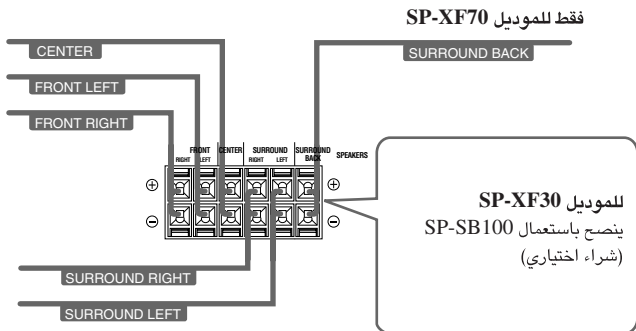 فقط للموديل SP-XF70
CENTER
SURROUND BACK
FRONT LEFT
FRONT RIGHT
FRONT CENTER SURROUND SURROUND BACK SPEAKERS
RIGHT LEFT RIGHT LEFT
⊕ ⊕
⊖ ⊖
للموديل SP-XF30
ينصح باستعمال SP-SB100
(شراء اختياري)
SURROUND RIGHT
SURROUND LEFT